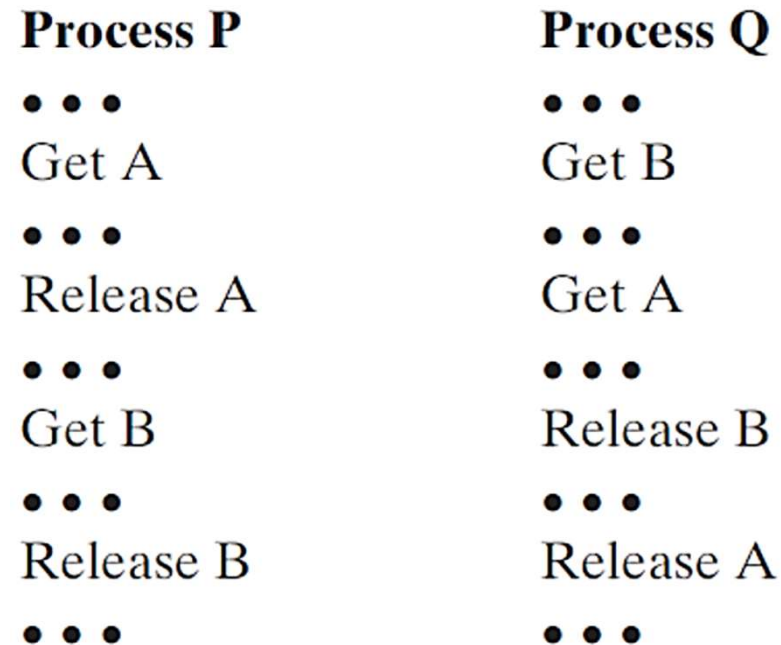 Process P    Process Q
• • •    • • •
Get A    Get B
• • •    • • •
Release A    Get A
• • •    • • •
Get B    Release B
• • •    • • •
Release B    Release A
• • •    • • •